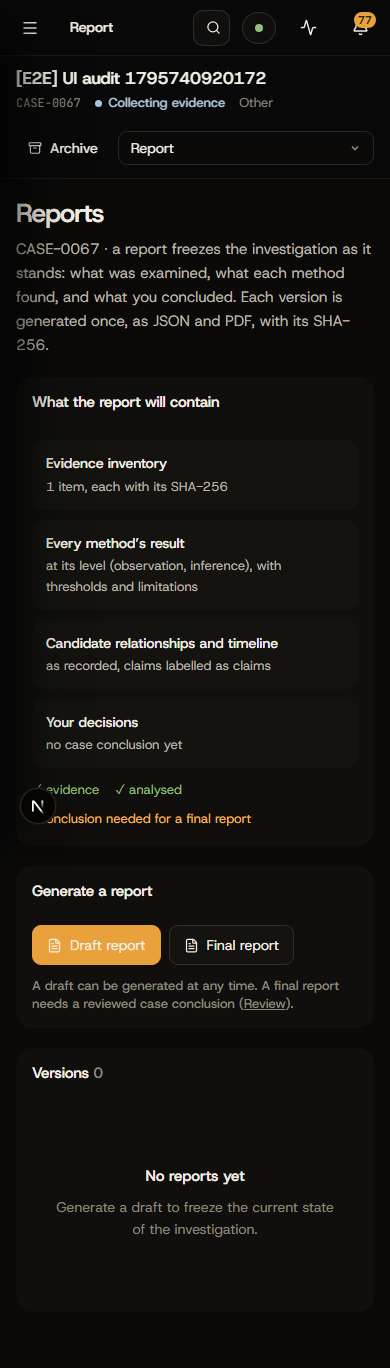 Report
77
[E2E] UI audit 1795740920172
CASE-0067 Collecting evidence Other
Archive Report
Reports
CASE-0067 · a report freezes the investigation as it
stands: what was examined, what each method
found, and what you concluded. Each version is
generated once, as JSON and PDF, with its SHA-
256.
What the report will contain
Evidence inventory
1 item, each with its SHA-256
Every method's result
at its level (observation, inference), with
thresholds and limitations
Candidate relationships and timeline
as recorded, claims labelled as claims
Your decisions
no case conclusion yet
✓ evidence ✓ analysed
N
needed for a final report
Generate a report
Draft report Final report
A draft can be generated at any time. A final report
needs a reviewed case conclusion (Review).
Versions 0
No reports yet
Generate a draft to freeze the current state
of the investigation.